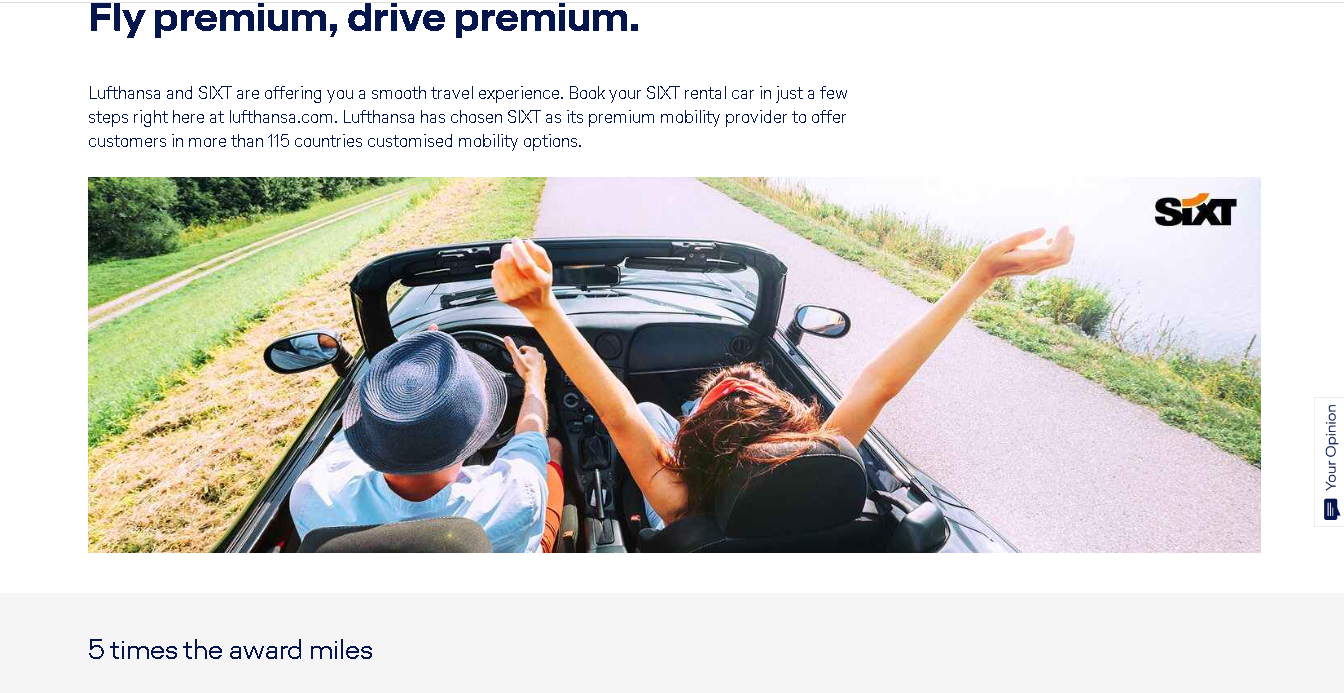 Fly premium, drive premium.
Lufthansa and SIXT are offering you a smooth travel experience. Book your SIXT rental car in just a few
steps right here at lufthansa.com. Lufthansa has chosen SIXT as its premium mobility provider to offer
customers in more than 115 countries customised mobility options.
SIXT
Your Opinion
5 times the award miles